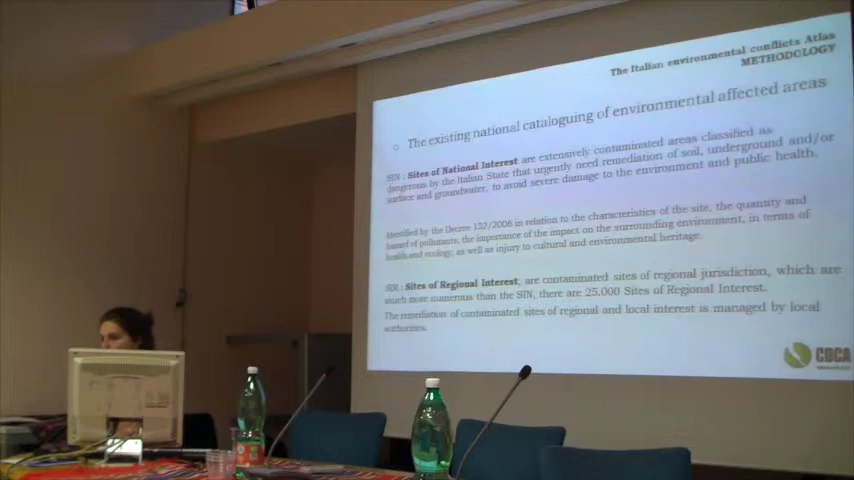 The Italian environmental conflicts Atlas
METHODOLOGY
The existing national cataloguing of environmental affected areas
SIN : Sites of National Interest are extensively contaminated areas classified as
dangerous by the Italian State that urgently need remediation of soil, underground and/or
surface and groundwater, to avoid severe damage to the environment and public health.
Identified by the Decree 152/2006 in relation to the characteristics of the site, the quantity and
hazard of pollutants, the importance of the impact on the surrounding environment, in terms of
health and ecology, as well as injury to cultural and environmental heritage.
SIR : Sites of Regional Interest, are contaminated sites of regional jurisdiction, which are
much more numerous than the SIN, there are 25.000 Sites of Regional Interest.
The remediation of contaminated sites of regional and local interest is managed by local
authorities.
CDCA